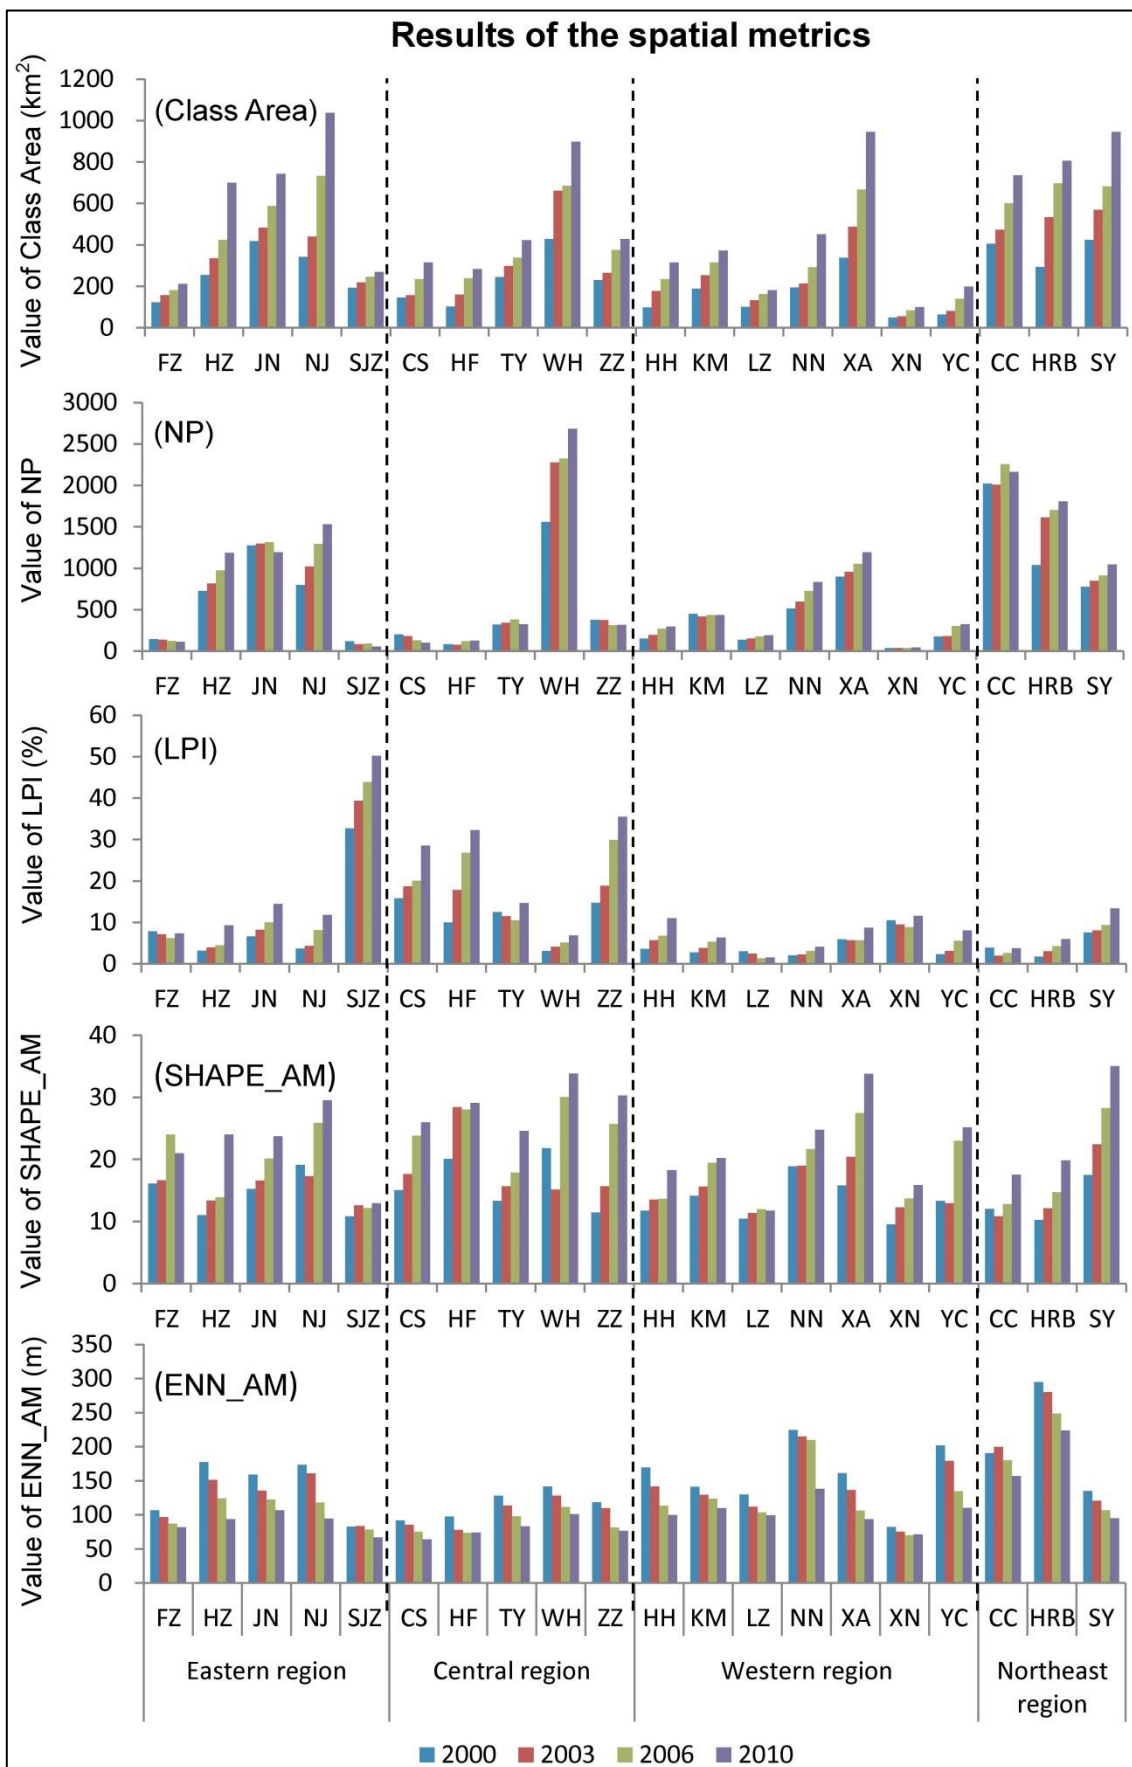 Results of the spatial metrics
Value of Class Area (km²)
(Class Area)
1200
1000
800
600
400
200
0
FZ HZ JN NJ SJZ CS HF TY WH ZZ HH KM LZ NN XA XN YC CC HRB SY
Value of NP
(NP)
3000
2500
2000
1500
1000
500
0
FZ HZ JN NJ SJZ CS HF TY WH ZZ HH KM LZ NN XA XN YC CC HRB SY
Value of LPI (%)
(LPI)
60
50
40
30
20
10
0
FZ HZ JN NJ SJZ CS HF TY WH ZZ HH KM LZ NN XA XN YC CC HRB SY
Value of SHAPE_AM
(SHAPE_AM)
40
30
20
10
0
FZ HZ JN NJ SJZ CS HF TY WH ZZ HH KM LZ NN XA XN YC CC HRB SY
Value of ENN_AM (m)
(ENN_AM)
350
300
250
200
150
100
50
0
FZ HZ JN NJ SJZ CS HF TY WH ZZ HH KM LZ NN XA XN YC CC HRB SY
Eastern region Central region Western region Northeast
region
2000 2003 2006 2010